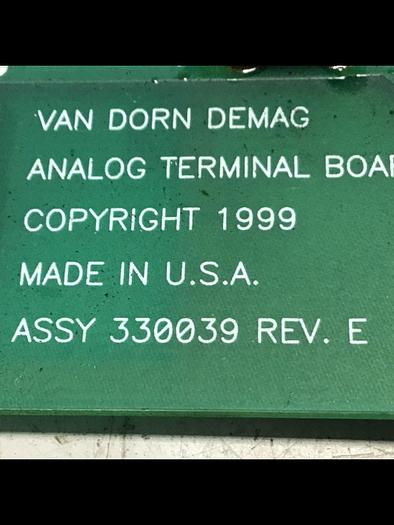 VAN DORN DEMAG
ANALOG TERMINAL BOAR
COPYRIGHT 1999
MADE IN U.S.A.
ASSY 330039 REV. E